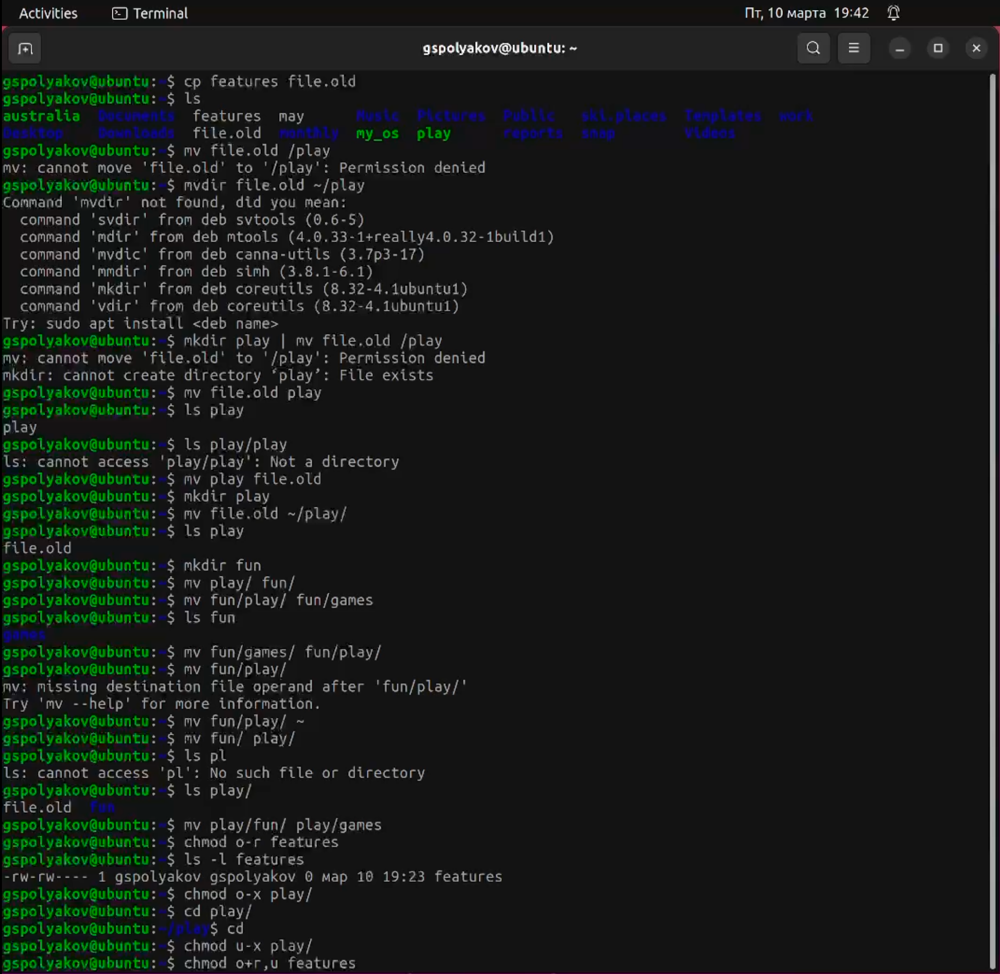 Activities Terminal Пт, 10 марта 19:42
gspolyakov@ubuntu: ~
gspolyakov@ubuntu:~$ cp features file.old
gspolyakov@ubuntu:~$ ls
australia Documents features may Music Pictures Public ski.places Templates work
Desktop Downloads file.old monthly my_os play reports snap Videos
gspolyakov@ubuntu:~$ mv file.old /play
mv: cannot move 'file.old' to '/play': Permission denied
gspolyakov@ubuntu:~$ mvdir file.old ~/play
Command 'mvdir' not found, did you mean:
command 'svdir' from deb svtools (0.6-5)
command 'mdir' from deb mtools (4.0.33-1+really4.0.32-1build1)
command 'mvdic' from deb canna-utils (3.7p3-17)
command 'mmdir' from deb simh (3.8.1-6.1)
command 'mkdir' from deb coreutils (8.32-4.1ubuntu1)
command 'vdir' from deb coreutils (8.32-4.1ubuntu1)
Try: sudo apt install <deb name>
gspolyakov@ubuntu:~$ mkdir play | mv file.old /play
mv: cannot move 'file.old' to '/play': Permission denied
mkdir: cannot create directory ‘play’: File exists
gspolyakov@ubuntu:~$ mv file.old play
gspolyakov@ubuntu:~$ ls play
play
gspolyakov@ubuntu:~$ ls play/play
ls: cannot access 'play/play': Not a directory
gspolyakov@ubuntu:~$ mv play file.old
gspolyakov@ubuntu:~$ mkdir play
gspolyakov@ubuntu:~$ mv file.old ~/play/
gspolyakov@ubuntu:~$ ls play
file.old
gspolyakov@ubuntu:~$ mkdir fun
gspolyakov@ubuntu:~$ mv play/ fun/
gspolyakov@ubuntu:~$ mv fun/play/ fun/games
gspolyakov@ubuntu:~$ ls fun
games
gspolyakov@ubuntu:~$ mv fun/games/ fun/play/
gspolyakov@ubuntu:~$ mv fun/play/
mv: missing destination file operand after 'fun/play/'
Try 'mv --help' for more information.
gspolyakov@ubuntu:~$ mv fun/play/ ~
gspolyakov@ubuntu:~$ mv fun/ play/
gspolyakov@ubuntu:~$ ls pl
ls: cannot access 'pl': No such file or directory
gspolyakov@ubuntu:~$ ls play/
file.old fun
gspolyakov@ubuntu:~$ mv play/fun/ play/games
gspolyakov@ubuntu:~$ chmod o-r features
gspolyakov@ubuntu:~$ ls -l features
-rw-rw---- 1 gspolyakov gspolyakov 0 мар 10 19:23 features
gspolyakov@ubuntu:~$ chmod o-x play/
gspolyakov@ubuntu:~$ cd play/
gspolyakov@ubuntu:~/play$ cd
gspolyakov@ubuntu:~$ chmod u-x play/
gspolyakov@ubuntu:~$ chmod o+r,u features